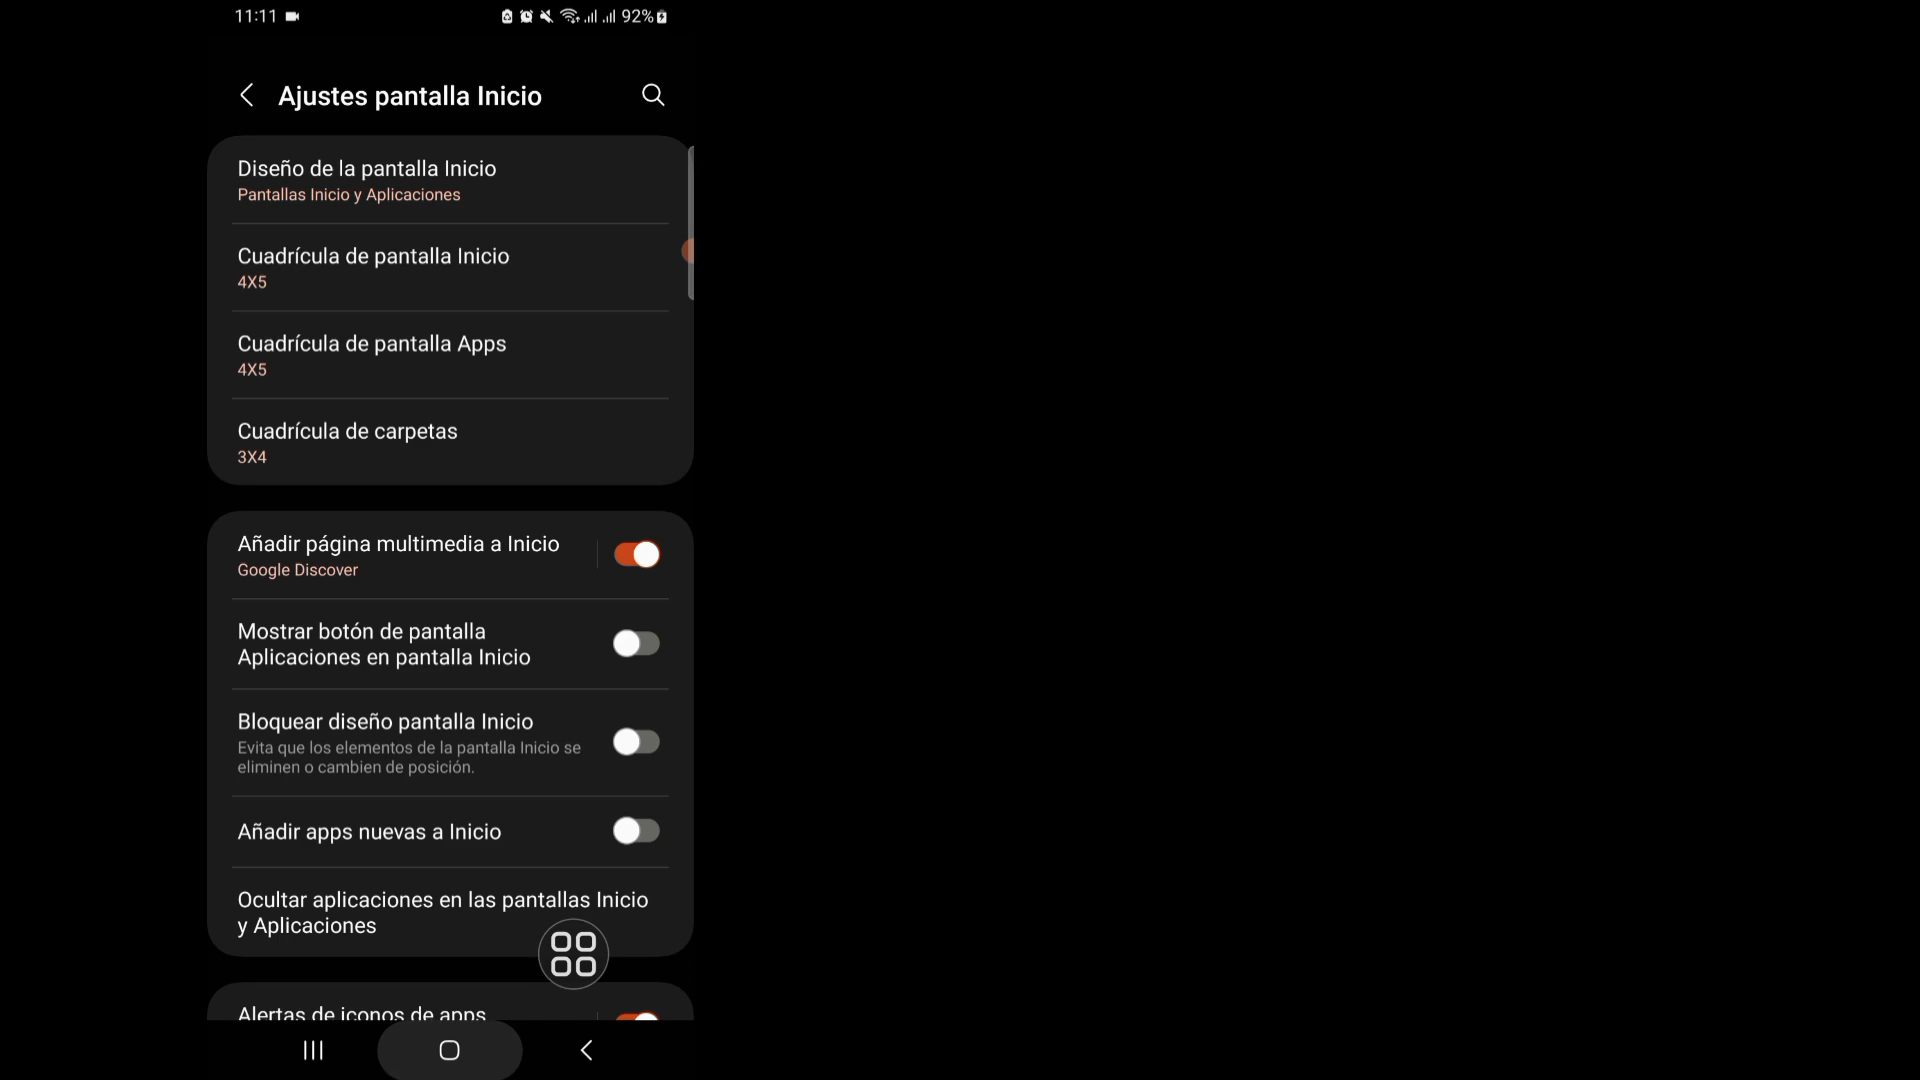 11:11
92%
Ajustes pantalla Inicio
Diseño de la pantalla Inicio
Pantallas Inicio y Aplicaciones
Cuadrícula de pantalla Inicio
4X5
Cuadrícula de pantalla Apps
4X5
Cuadrícula de carpetas
3X4
Añadir página multimedia a Inicio
Google Discover
Mostrar botón de pantalla
Aplicaciones en pantalla Inicio
Bloquear diseño pantalla Inicio
Evita que los elementos de la pantalla Inicio se
eliminen o cambien de posición.
Añadir apps nuevas a Inicio
Ocultar aplicaciones en las pantallas Inicio
y Aplicaciones
Alertas de iconos de apps